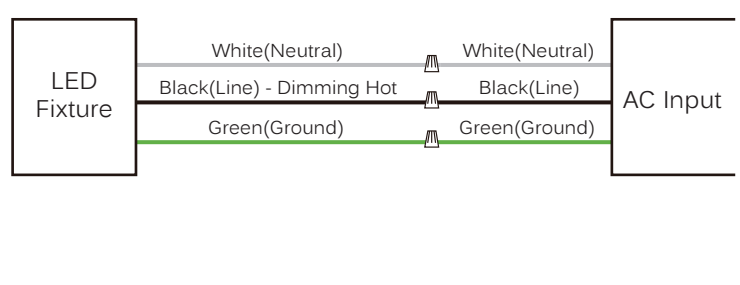 White(Neutral) White(Neutral)
LED
Fixture
Black(Line) - Dimming Hot Black(Line)
AC Input
Green(Ground) Green(Ground)